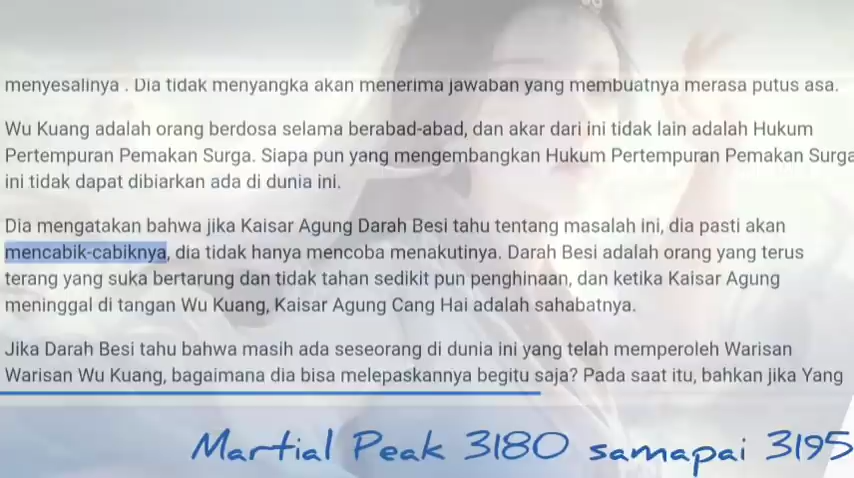 menyesalinya . Dia tidak menyangka akan menerima jawaban yang membuatnya merasa putus asa.
Wu Kuang adalah orang berdosa selama berabad-abad, dan akar dari ini tidak lain adalah Hukum
Pertempuran Pemakan Surga. Siapa pun yang mengembangkan Hukum Pertempuran Pemakan Surga
ini tidak dapat dibiarkan ada di dunia ini.
Dia mengatakan bahwa jika Kaisar Agung Darah Besi tahu tentang masalah ini, dia pasti akan
mencabik-cabiknya, dia tidak hanya mencoba menakutinya. Darah Besi adalah orang yang terus
terang yang suka bertarung dan tidak tahan sedikit pun penghinaan, dan ketika Kaisar Agung
meninggal di tangan Wu Kuang, Kaisar Agung Cang Hai adalah sahabatnya.
Jika Darah Besi tahu bahwa masih ada seseorang di dunia ini yang telah memperoleh Warisan
Warisan Wu Kuang, bagaimana dia bisa melepaskannya begitu saja? Pada saat itu, bahkan jika Yang
Martial Peak 3180 samapai 3195